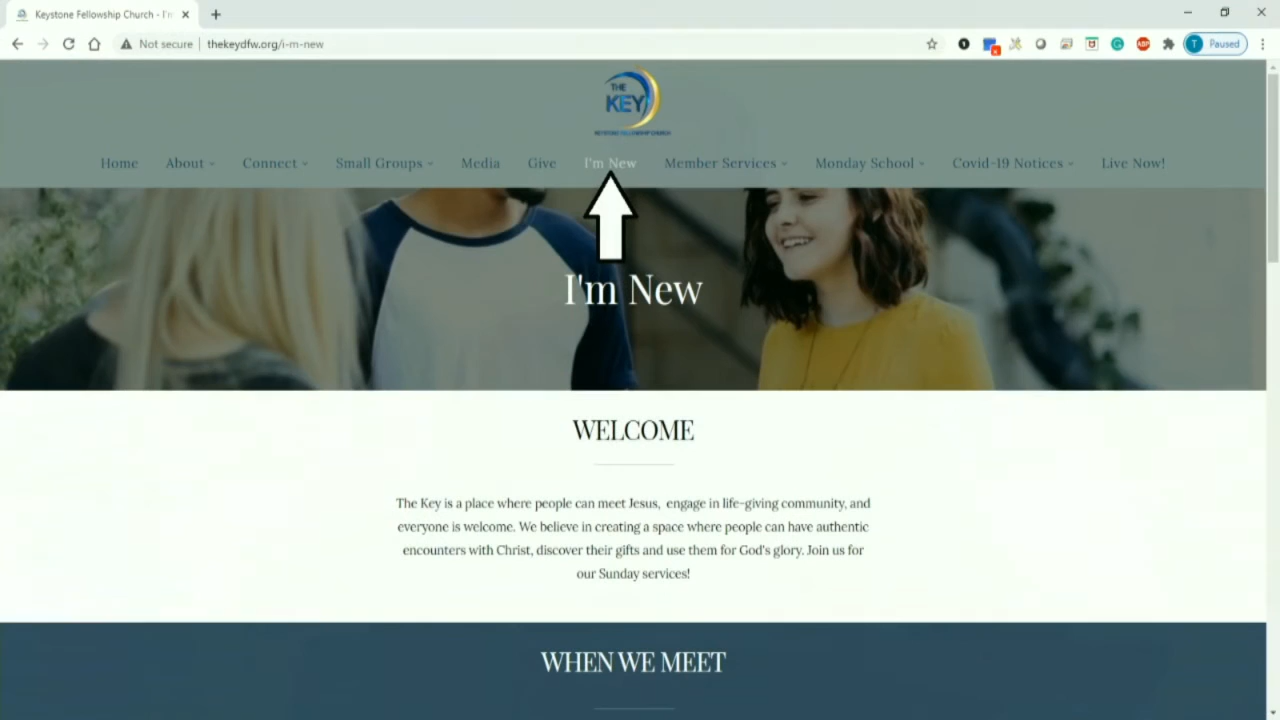 Keystone Fellowship Church - I'm
Not secure
thekeydfw.org/i-m-new
ABP
T
Paused
THE
KEY
KEYSTONE FELLOWSHIP CHURCH
Home About Connect Small Groups Media Give I'm New Member Services Monday School Covid-19 Notices Live Now!
I'm New
WELCOME
The Key is a place where people can meet Jesus, engage in life-giving community, and
everyone is welcome. We believe in creating a space where people can have authentic
encounters with Christ, discover their gifts and use them for God's glory. Join us for
our Sunday services!
WHEN WE MEET